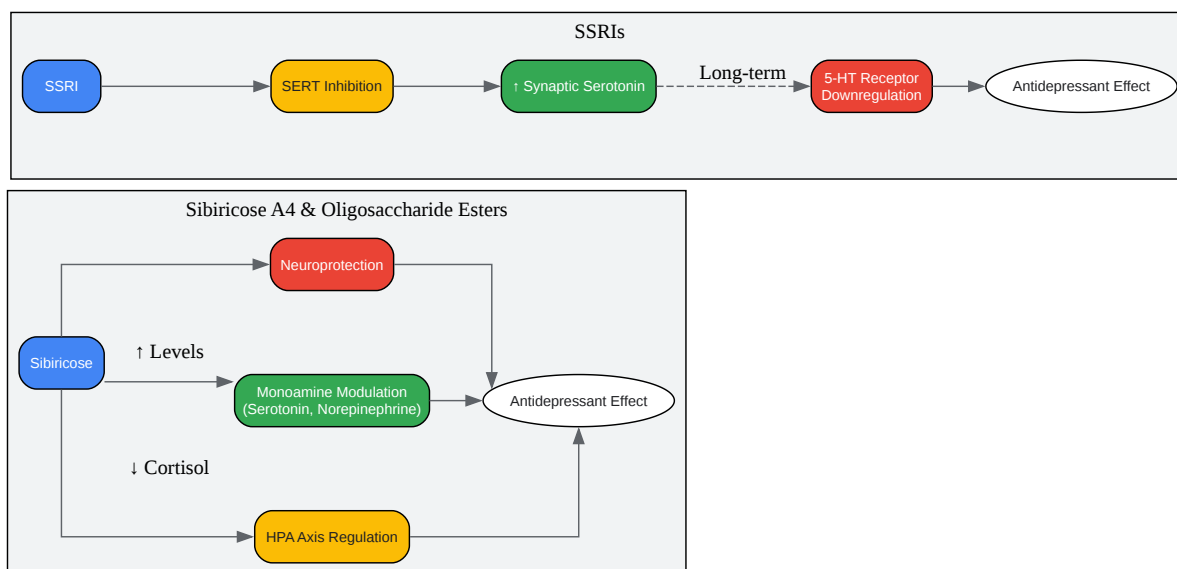 SSRIs
SSRI
SERT Inhibition
↑ Synaptic Serotonin
Long-term
5-HT Receptor
Downregulation
Antidepressant Effect
Sibiricose A4 & Oligosaccharide Esters
Neuroprotection
Sibiricose
↑ Levels
Monoamine Modulation
(Serotonin, Norepinephrine)
Antidepressant Effect
↓ Cortisol
HPA Axis Regulation